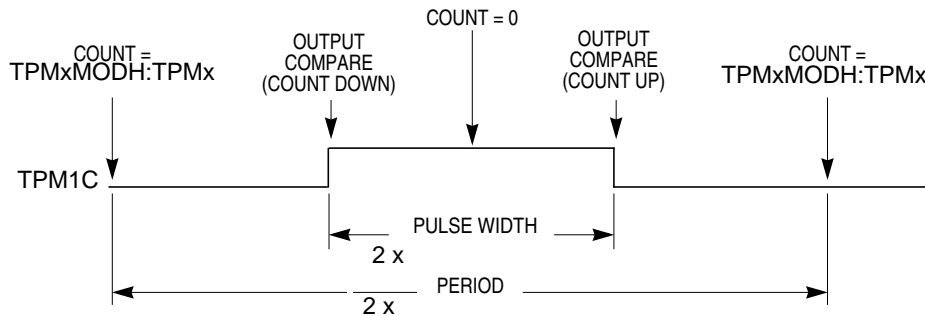 COUNT = 0
COUNT =
TPMxMODH:TPMx
OUTPUT
COMPARE
(COUNT DOWN)
OUTPUT
COMPARE
(COUNT UP)
COUNT =
TPMxMODH:TPMx
TPM1C
PULSE WIDTH
2 x
PERIOD
2 x